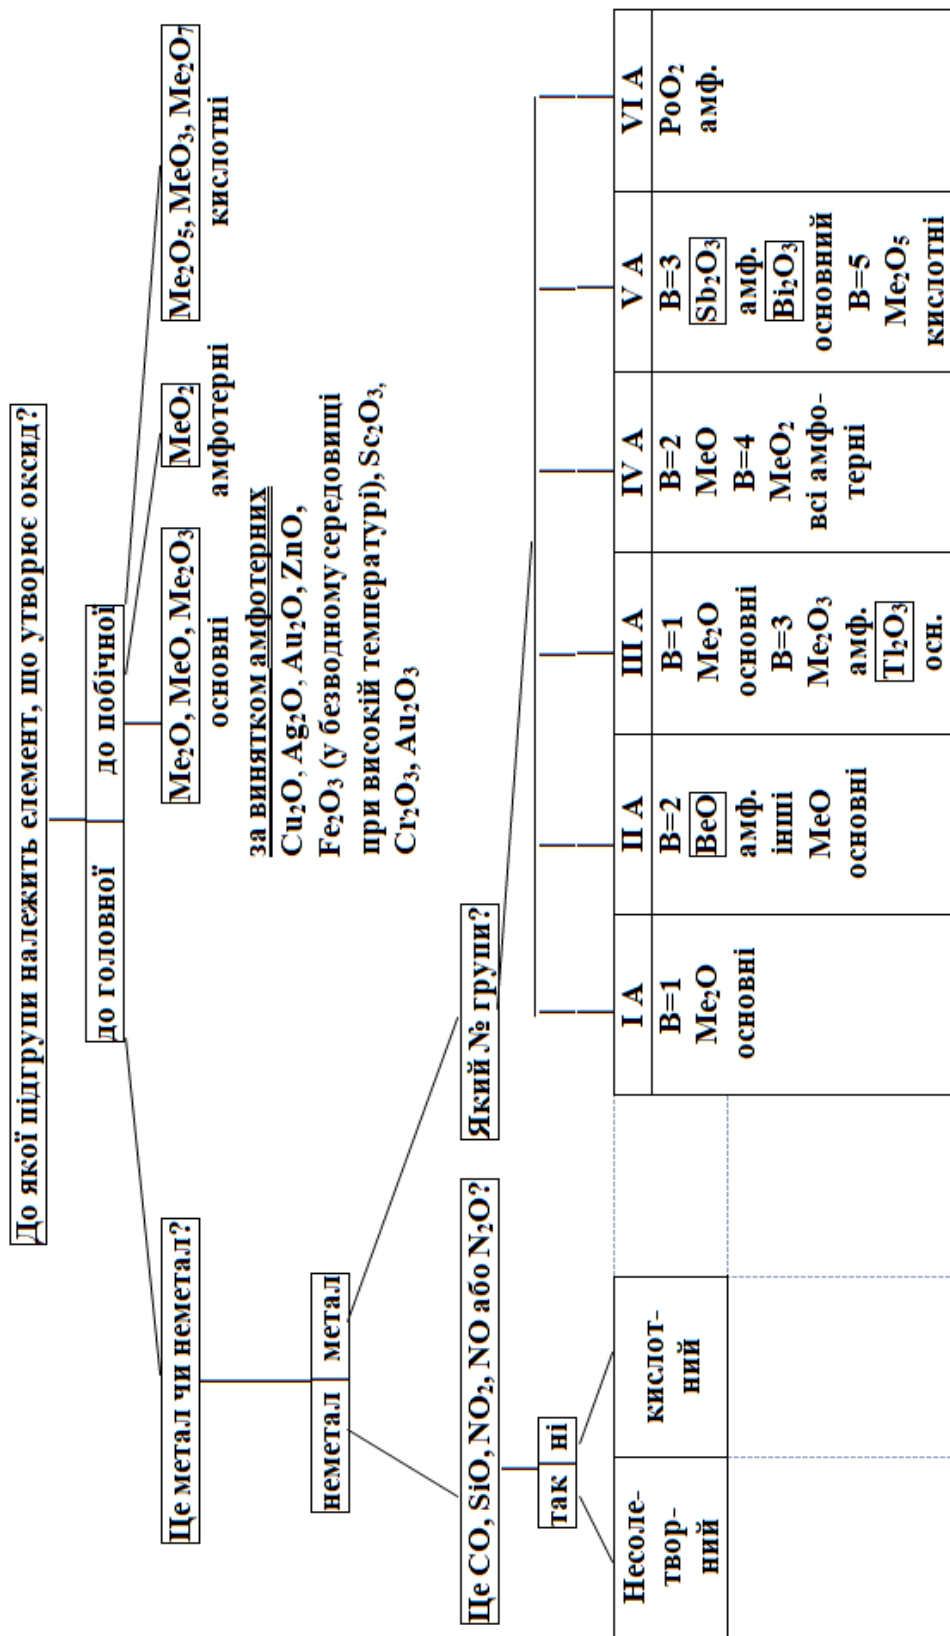 До якої підгрупи належить елемент, що утворює оксид?
до головної до побічної
Це метал чи неметал?
Me₂O, MeO, Me₂O₃
MeO₂
Me₂O₅, MeO₃, Me₂O₇
основні
амфотерні
кислотні
за винятком амфотерних
Cu₂O, Ag₂O, Au₂O, ZnO,
Fe₂O₃ (у безводному середовищі
при високій температурі), Sc₂O₃,
Cr₂O₃, Au₂O₃
неметал метал
Це CO, SiO, NO₂, NO або N₂O?
Який № групи?
так ні
Несоле-
твор-
ний
кислот-
ний
I A
В=1
Me₂O
основні
II A
В=2
BeO
амф.
інші
MeO
основні
III A
В=1
Me₂O
основні
В=3
Me₂O₃
амф.
Tl₂O₃
осн.
IV A
В=2
MeO
В=4
MeO₂
всі амфо-
терні
V A
В=3
Sb₂O₃
амф.
Bi₂O₃
основний
В=5
Me₂O₅
кислотні
VI A
PoO₂
амф.